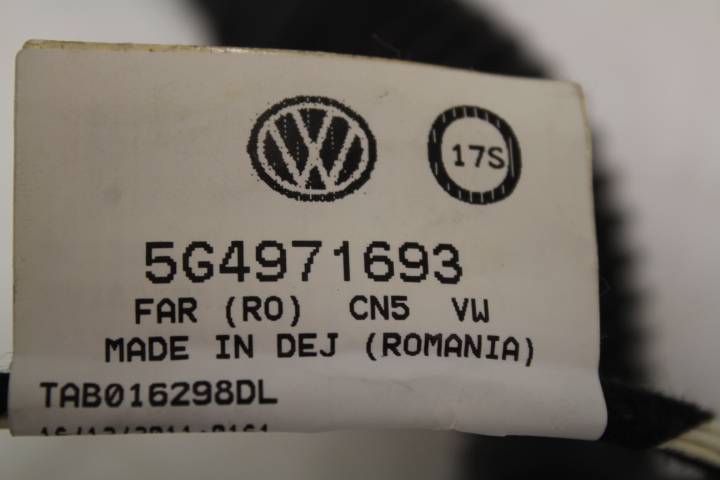 17S
5G4971693
FAR (RO) CN5 VW
MADE IN DEJ (ROMANIA)
TAB016298DL